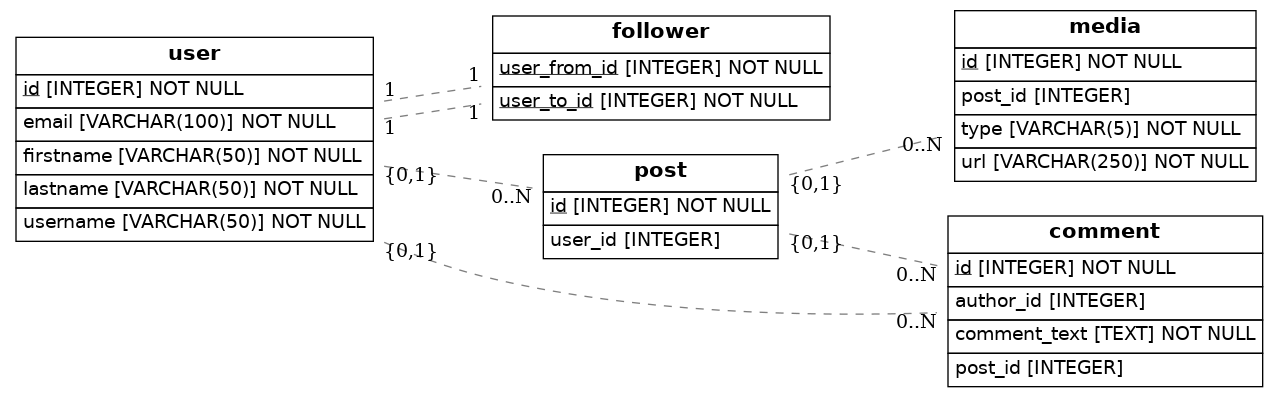 user
id [INTEGER] NOT NULL
email [VARCHAR(100)] NOT NULL
firstname [VARCHAR(50)] NOT NULL
lastname [VARCHAR(50)] NOT NULL
username [VARCHAR(50)] NOT NULL
1
1
1
1
follower
user_from_id [INTEGER] NOT NULL
user_to_id [INTEGER] NOT NULL
{0,1}
0..N
post
id [INTEGER] NOT NULL
user_id [INTEGER]
{0,1}
0..N
media
id [INTEGER] NOT NULL
post_id [INTEGER]
type [VARCHAR(5)] NOT NULL
url [VARCHAR(250)] NOT NULL
{0,1}
0..N
{0,1}
0..N
comment
id [INTEGER] NOT NULL
author_id [INTEGER]
comment_text [TEXT] NOT NULL
post_id [INTEGER]